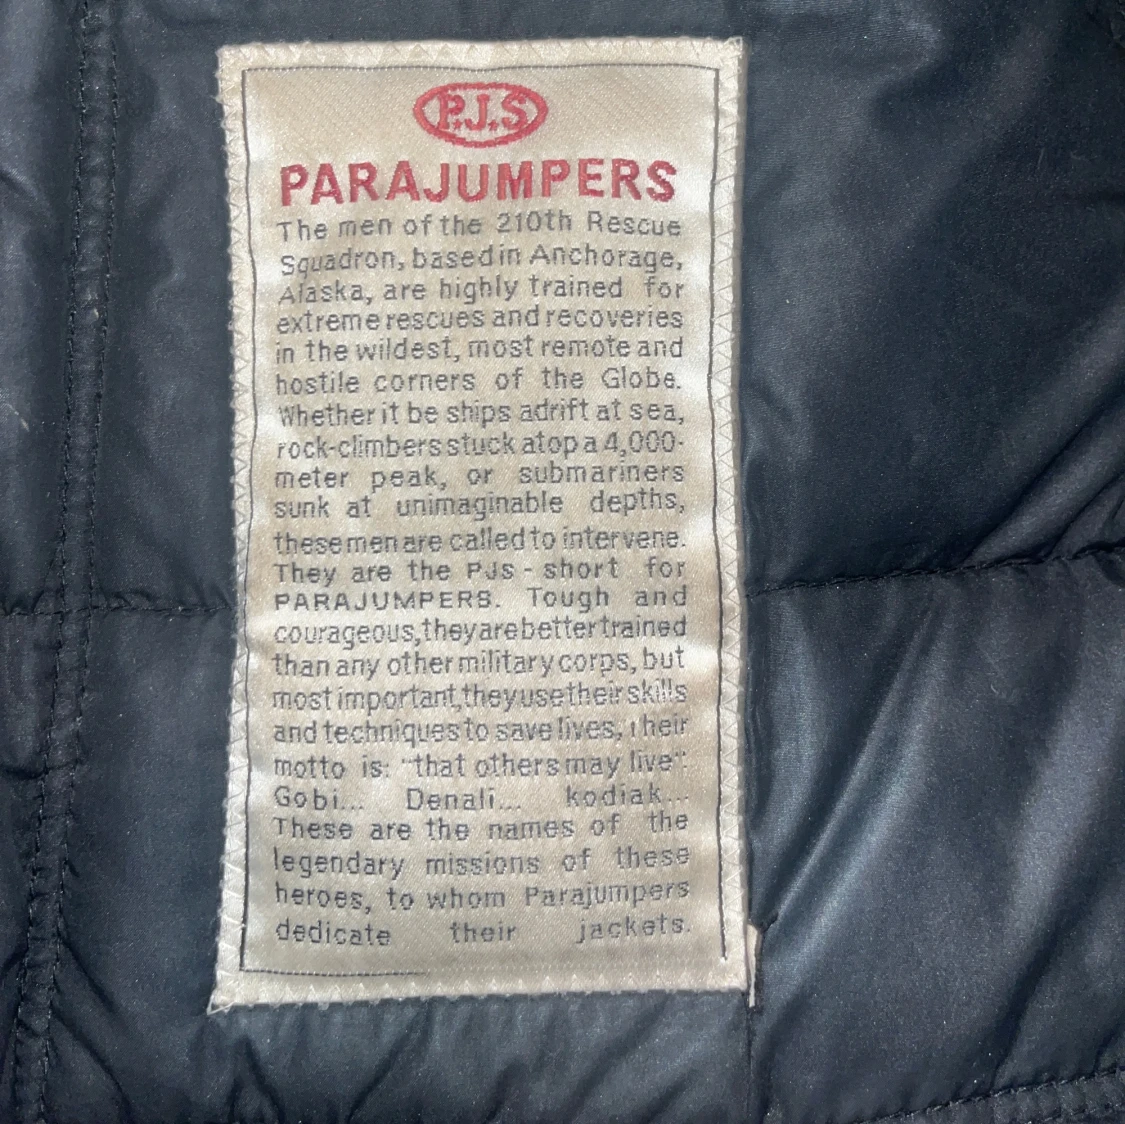 P.J.S
PARAJUMPERS
The men of the 210th Rescue
Squadron, based in Anchorage,
Alaska, are highly trained for
extreme rescues and recoveries
in the wildest, most remote and
hostile corners of the Globe.
Whether it be ships adrift at sea,
rock-climbers stuck atop a 4,000-
meter peak, or submariners
sunk at unimaginable depths,
these men are called to intervene.
They are the PJs - short for
PARAJUMPERS. Tough and
courageous, they are better trained
than any other military corps, but
most important, they use their skills
and techniques to save lives, Their
motto is: "that others may live":
Gobi... Denali... kodiak...
These are the names of the
legendary missions of these
heroes, to whom Parajumpers
dedicate their jackets.